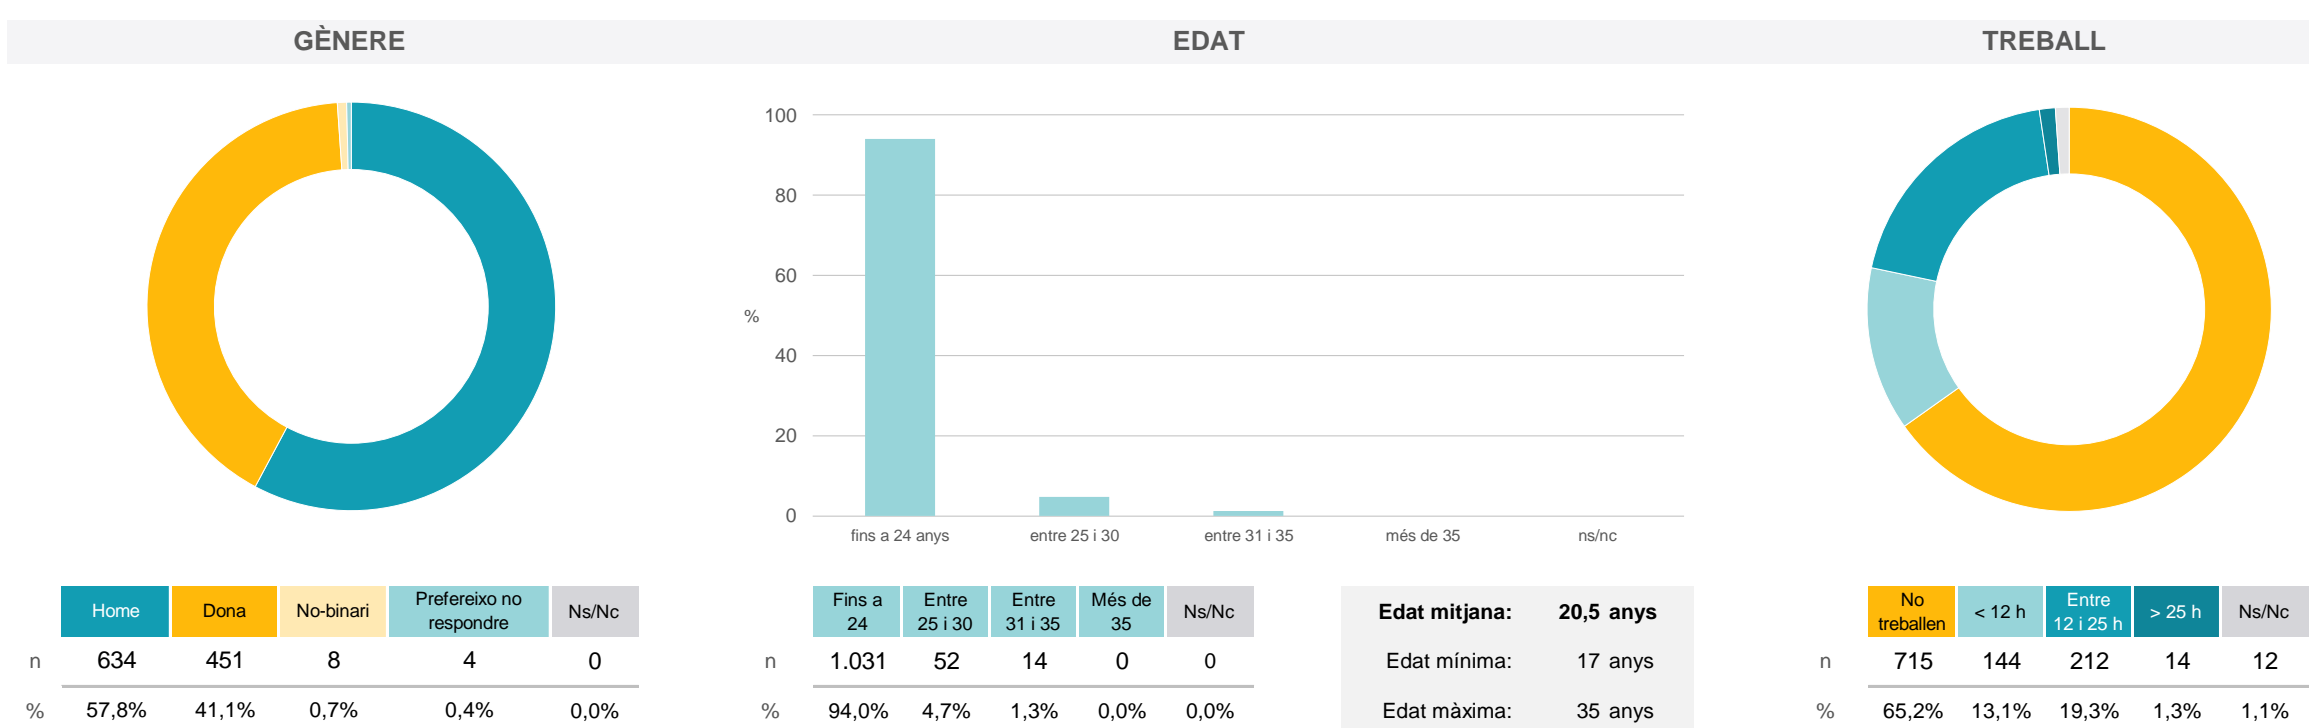 GÈNERE
EDAT
TREBALL
100
80
60
%
40
20
0
fins a 24 anys
entre 25 i 30
entre 31 i 35
més de 35
ns/nc
Home
Dona
No-binari
Prefereixo no
respondre
Ns/Nc
n
634
451
8
4
0
%
57,8%
41,1%
0,7%
0,4%
0,0%
Fins a
24
Entre
25 i 30
Entre
31 i 35
Més de
35
Ns/Nc
n
1.031
52
14
0
0
%
94,0%
4,7%
1,3%
0,0%
0,0%
Edat mitjana: 20,5 anys
Edat mínima: 17 anys
Edat màxima: 35 anys
No
treballen
< 12 h
Entre
12 i 25 h
> 25 h
Ns/Nc
n
715
144
212
14
12
%
65,2%
13,1%
19,3%
1,3%
1,1%